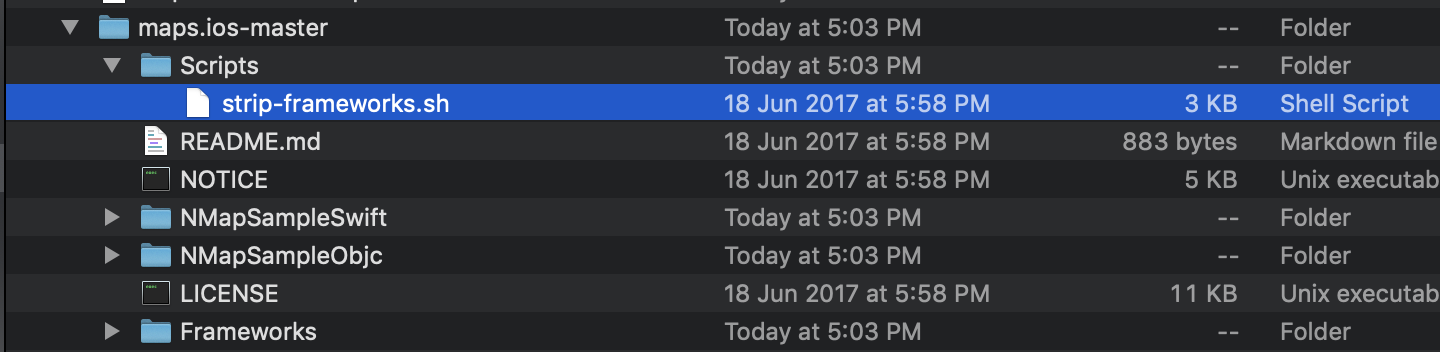 maps.ios-master Today at 5:03 PM -- Folder
Scripts Today at 5:03 PM -- Folder
strip-frameworks.sh 18 Jun 2017 at 5:58 PM 3 KB Shell Script
README.md 18 Jun 2017 at 5:58 PM 883 bytes Markdown file
NOTICE 18 Jun 2017 at 5:58 PM 5 KB Unix executab
NMapSampleSwift Today at 5:03 PM -- Folder
NMapSampleObjc Today at 5:03 PM -- Folder
LICENSE 18 Jun 2017 at 5:58 PM 11 KB Unix executab
Frameworks Today at 5:03 PM -- Folder